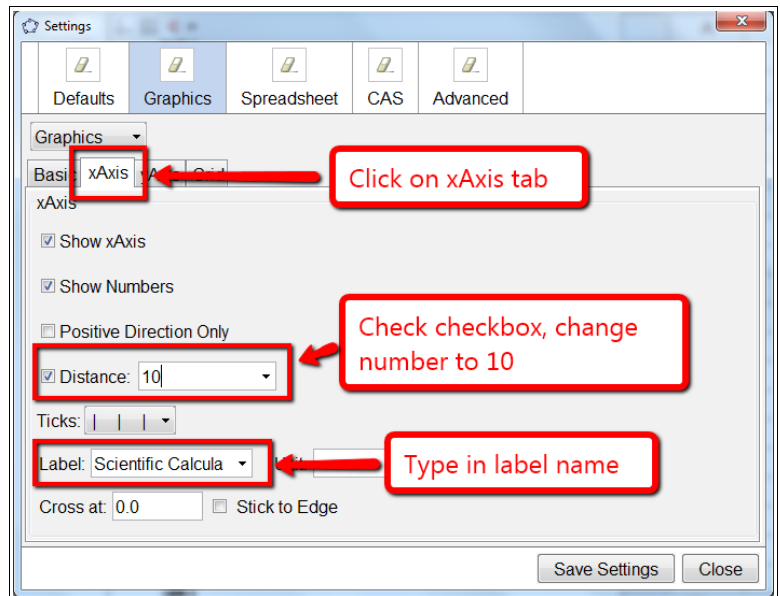 Settings
Defaults Graphics Spreadsheet CAS Advanced
Graphics
Basic xAxis Grid
Click on xAxis tab
xAxis
Show xAxis
Show Numbers
Positive Direction Only
Check checkbox, change
number to 10
Distance: 10
Ticks:
Label: Scientific Calcula
Type in label name
Cross at: 0.0 Stick to Edge
Save Settings Close